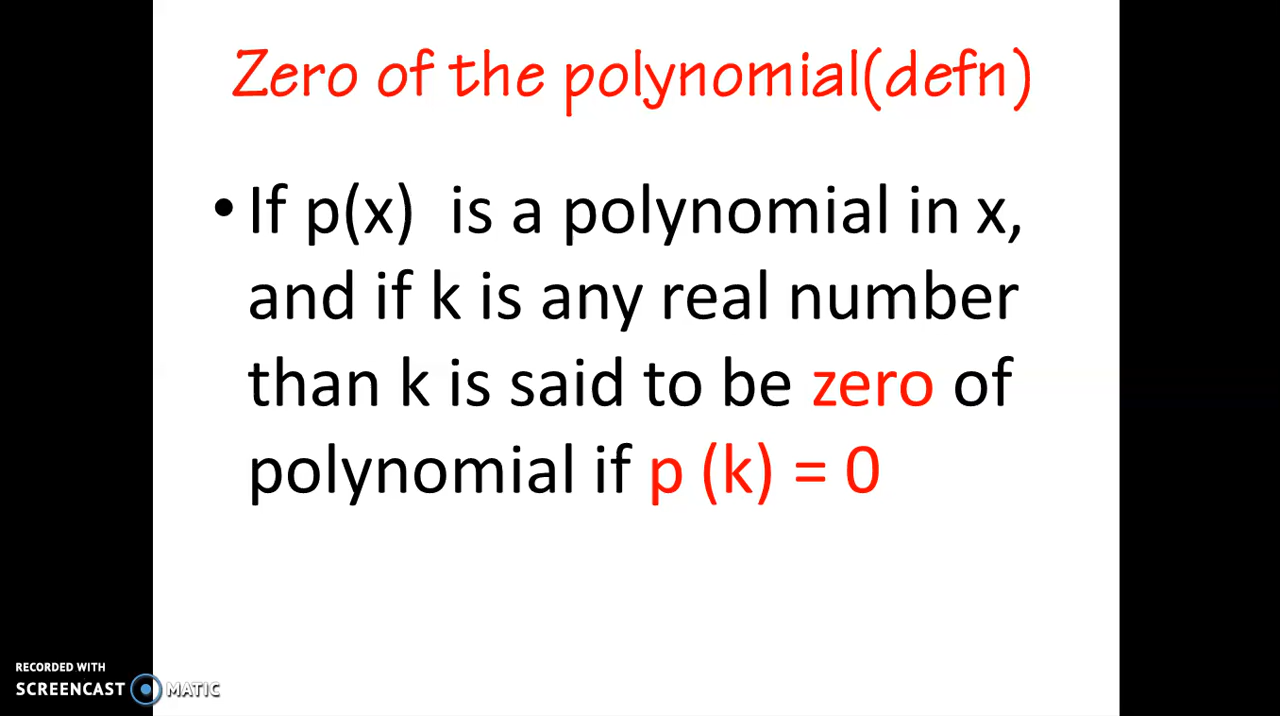 Zero of the polynomial(defn)
• If p(x) is a polynomial in x,
and if k is any real number
than k is said to be zero of
polynomial if p (k) = 0
RECORDED WITH
SCREENCAST MATIC